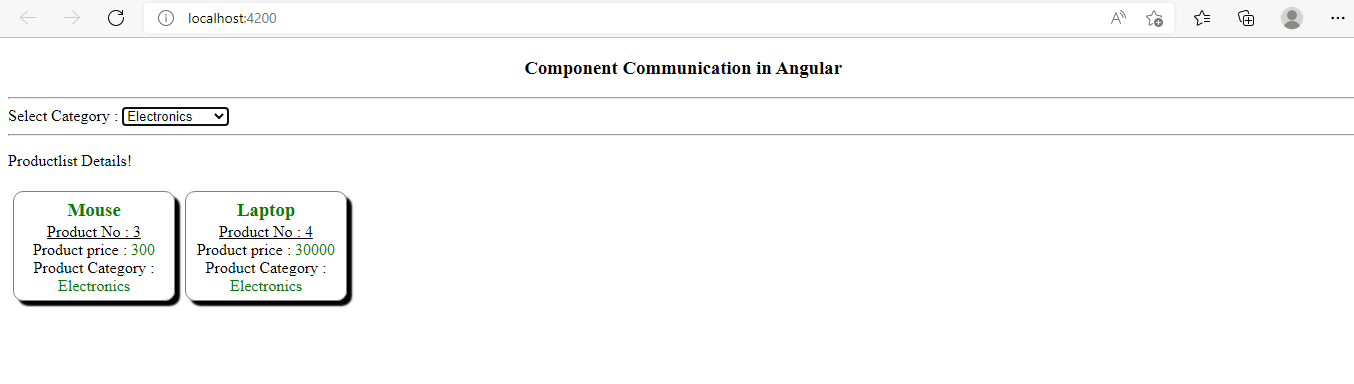 localhost:4200
Component Communication in Angular
Select Category : Electronics
Productlist Details!
Mouse
Product No : 3
Product price : 300
Product Category :
Electronics
Laptop
Product No : 4
Product price : 30000
Product Category :
Electronics